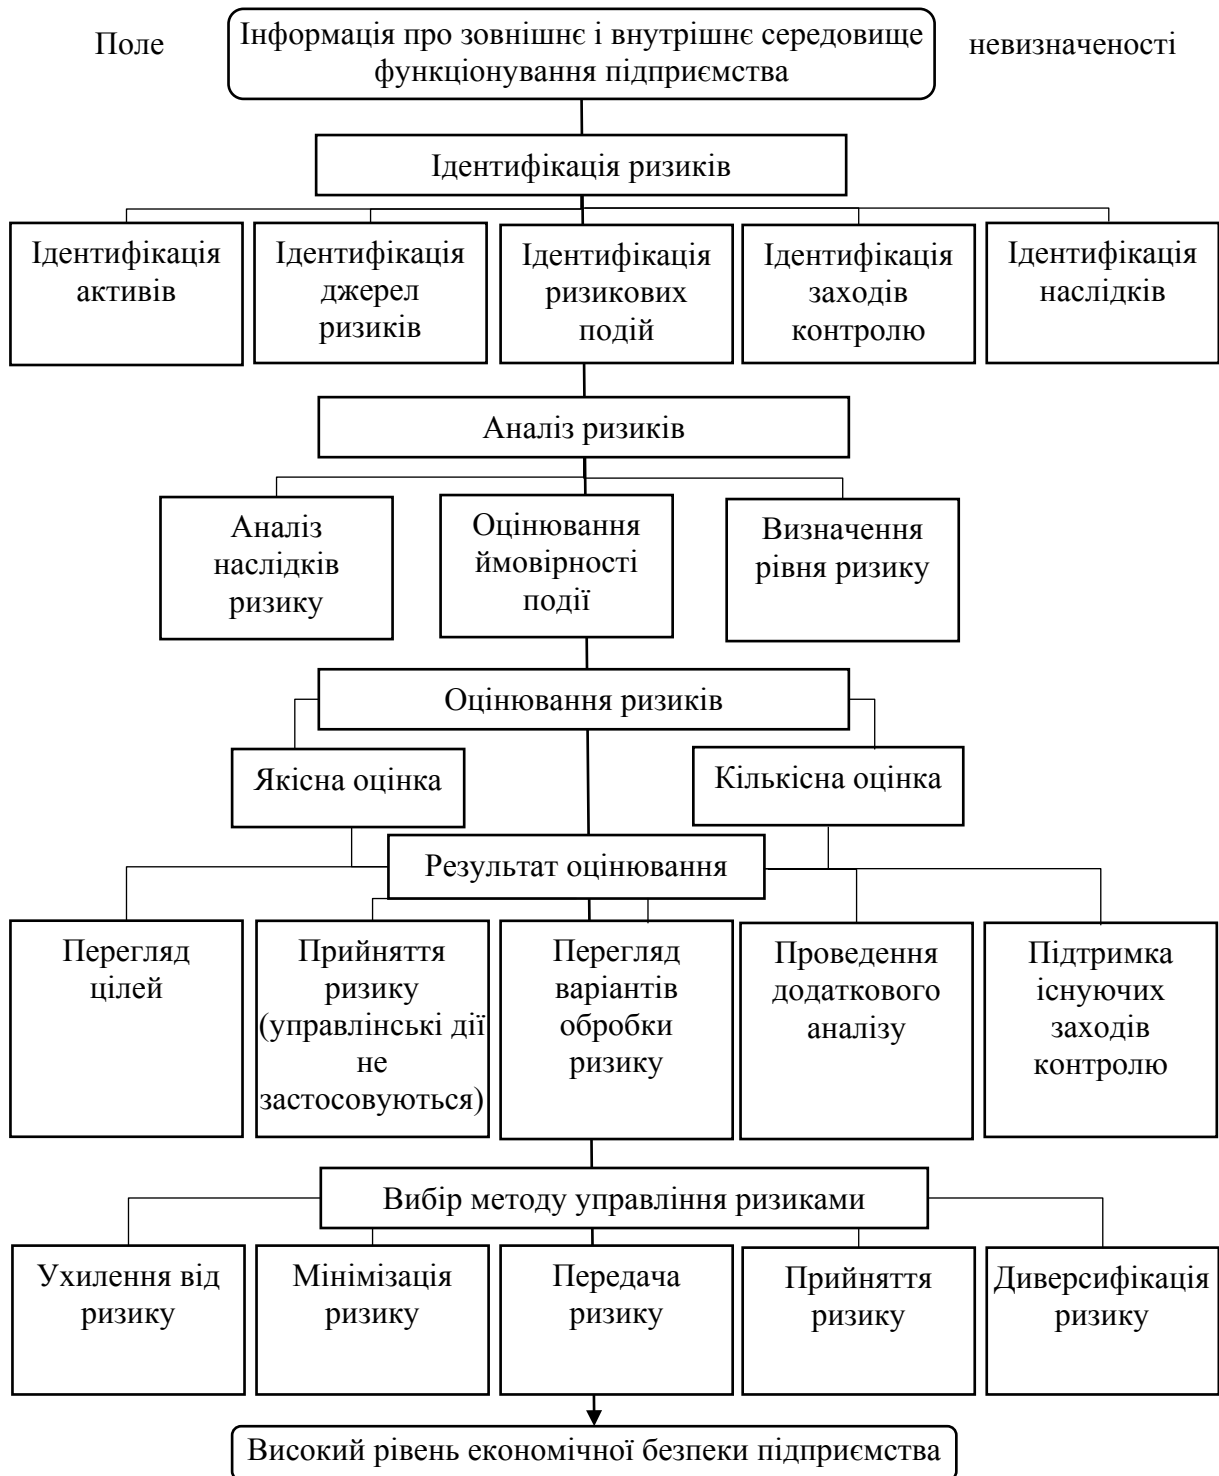 Поле
Інформація про зовнішнє і внутрішнє середовище
функціонування підприємства
невизначеності
Ідентифікація ризиків
Ідентифікація
активів
Ідентифікація
джерел
ризиків
Ідентифікація
ризикових
подій
Ідентифікація
заходів
контролю
Ідентифікація
наслідків
Аналіз ризиків
Аналіз
наслідків
ризику
Оцінювання
ймовірності
події
Визначення
рівня ризику
Оцінювання ризиків
Якісна оцінка
Кількісна оцінка
Результат оцінювання
Перегляд
цілей
Прийняття
ризику
(управлінські дії
не
застосовуються)
Перегляд
варіантів
обробки
ризику
Проведення
додаткового
аналізу
Підтримка
існуючих
заходів
контролю
Вибір методу управління ризиками
Ухилення від
ризику
Мінімізація
ризику
Передача
ризику
Прийняття
ризику
Диверсифікація
ризику
Високий рівень економічної безпеки підприємства